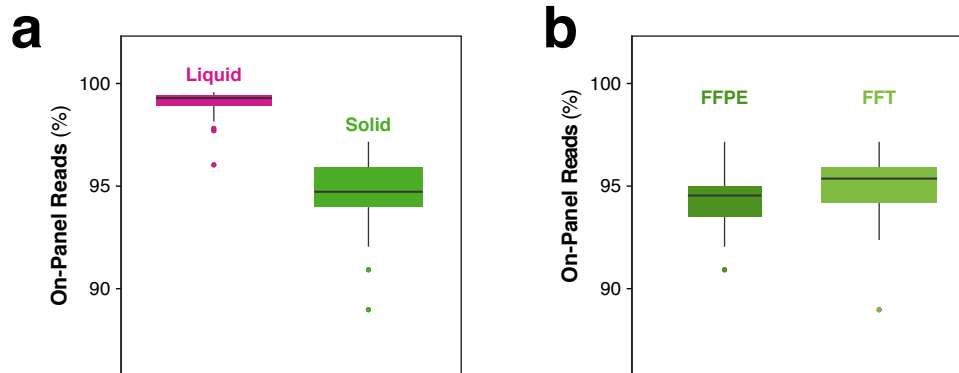 a
On-Panel Reads (%)
100
95
90
Liquid
Solid
b
On-Panel Reads (%)
100
95
90
FFPE
FFT